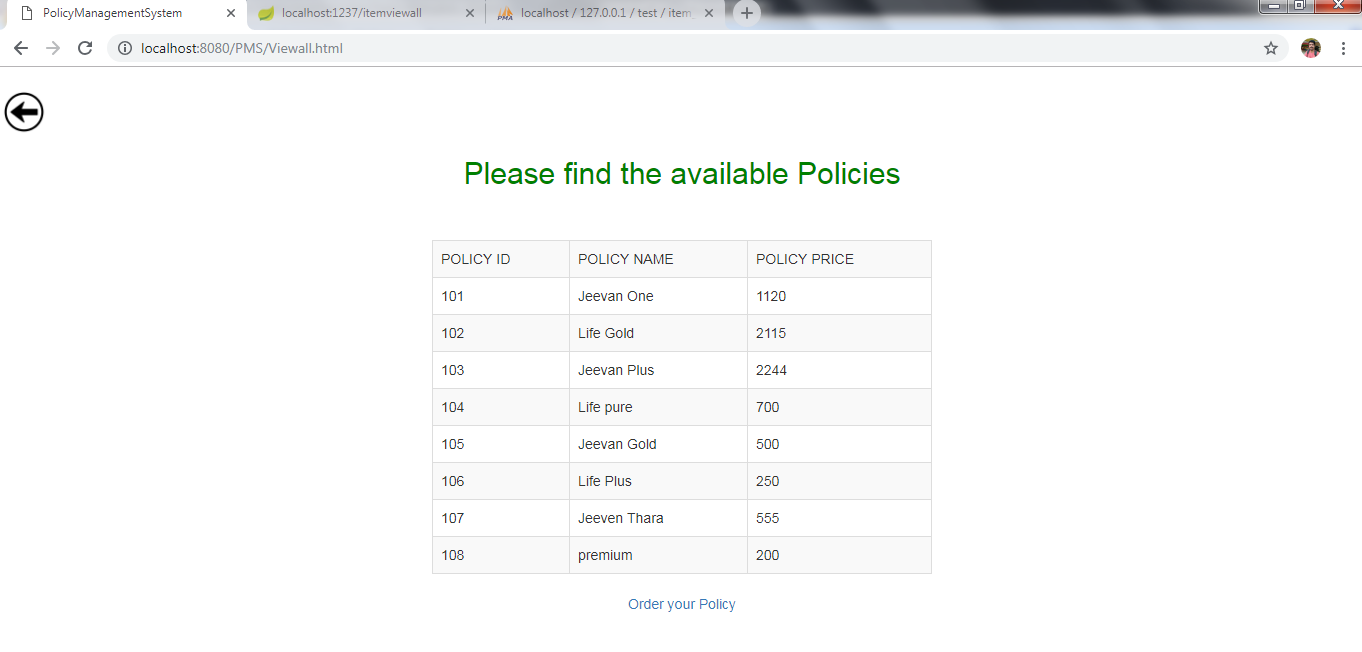 PolicyManagementSystem localhost:1237/itemviewall PMA localhost / 127.0.0.1 / test / item
localhost:8080/PMS/Viewall.html
Please find the available Policies
POLICY ID POLICY NAME POLICY PRICE
101 Jeevan One 1120
102 Life Gold 2115
103 Jeevan Plus 2244
104 Life pure 700
105 Jeevan Gold 500
106 Life Plus 250
107 Jeeven Thara 555
108 premium 200
Order your Policy